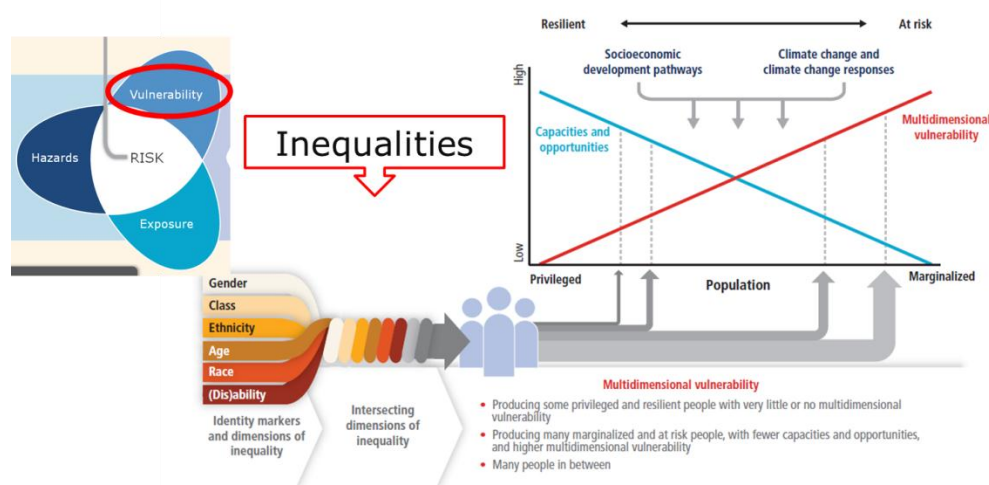 Vulnerability
Hazards
RISK
Exposure
Inequalities
Resilient
At risk
Socioeconomic
development pathways
Climate change and
climate change responses
High
Low
Capacities and
opportunities
Multidimensional
vulnerability
Privileged
Population
Marginalized
Gender
Class
Ethnicity
Age
Race
(Dis)ability
Identity markers
and dimensions of
inequality
Intersecting
dimensions of
inequality
Multidimensional vulnerability
• Producing some privileged and resilient people with very little or no multidimensional
vulnerability
• Producing many marginalized and at risk people, with fewer capacities and opportunities,
and higher multidimensional vulnerability
• Many people in between